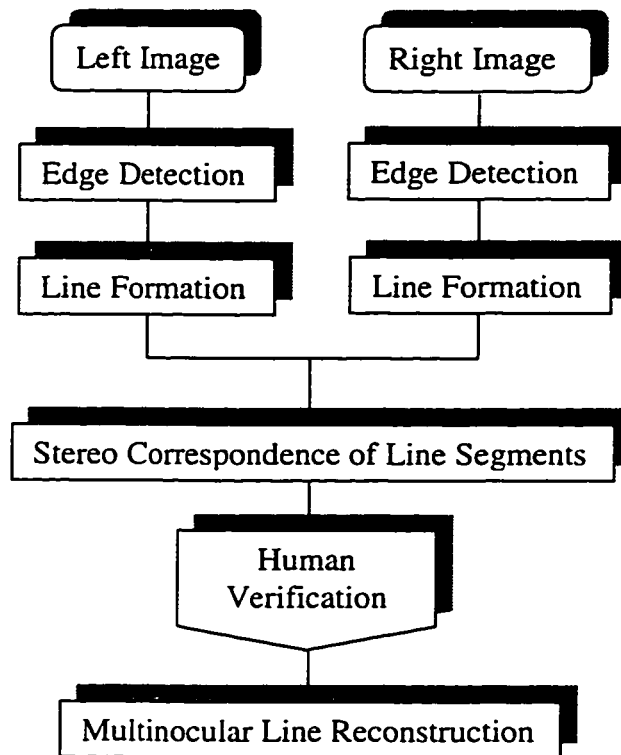 Left Image
Right Image
Edge Detection
Edge Detection
Line Formation
Line Formation
Stereo Correspondence of Line Segments
Human
Verification
Multinocular Line Reconstruction